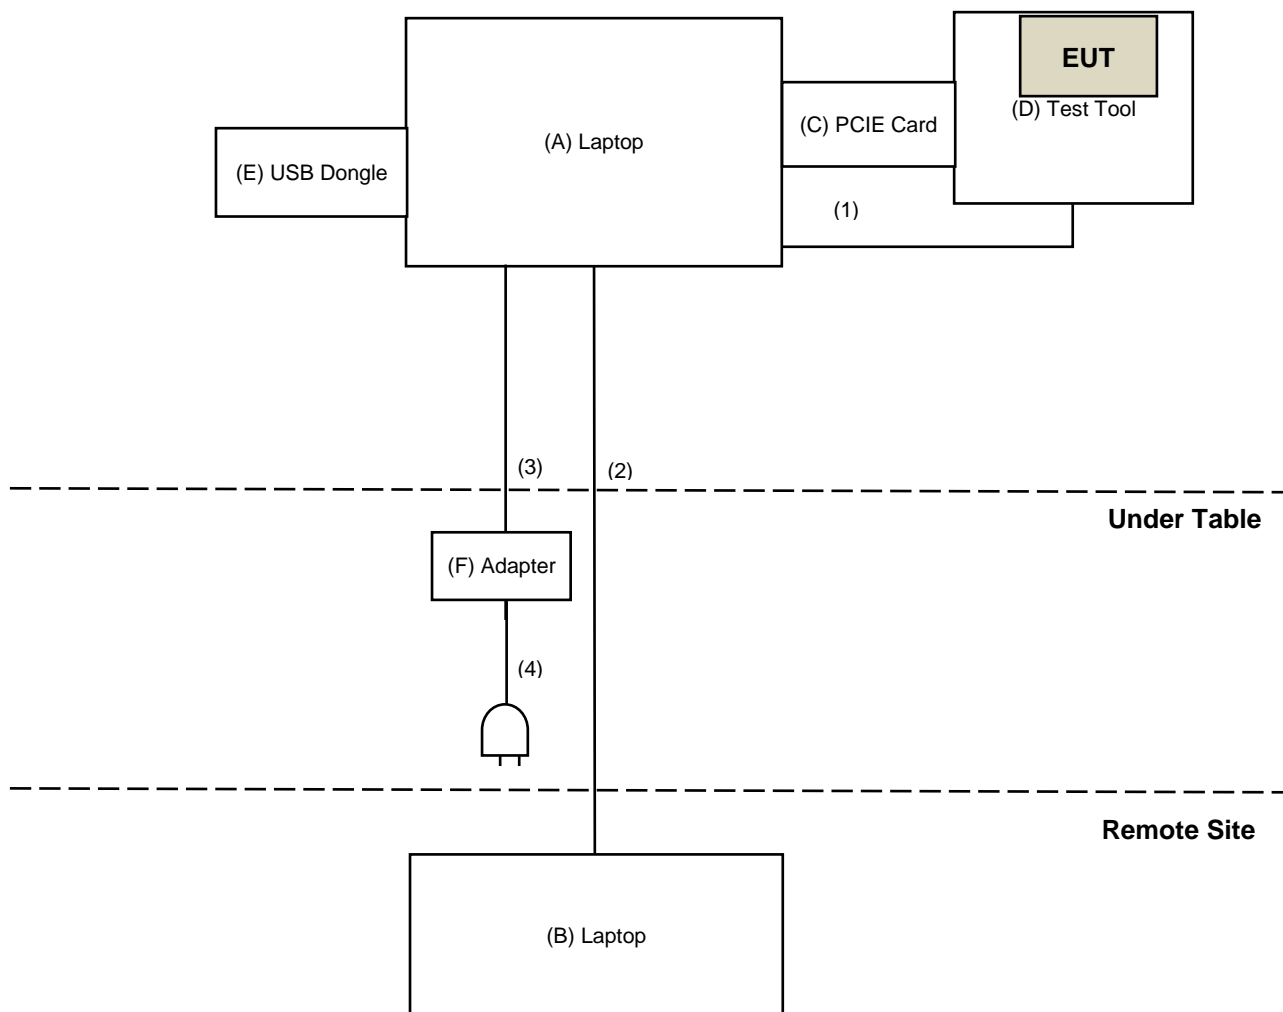 EUT
(D) Test Tool
(C) PCIE Card
(A) Laptop
(E) USB Dongle
(1)
(3)
(2)
Under Table
(F) Adapter
(4)
Remote Site
(B) Laptop